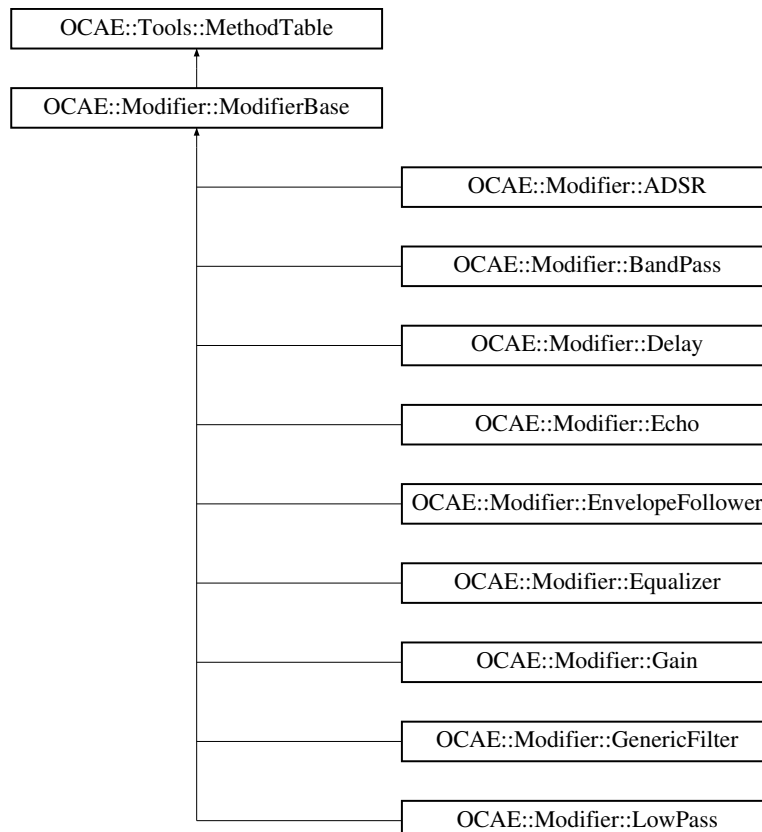 OCAE::Tools::MethodTable
OCAE::Modifier::ModifierBase
OCAE::Modifier::ADSR
OCAE::Modifier::BandPass
OCAE::Modifier::Delay
OCAE::Modifier::Echo
OCAE::Modifier::EnvelopeFollower
OCAE::Modifier::Equalizer
OCAE::Modifier::Gain
OCAE::Modifier::GenericFilter
OCAE::Modifier::LowPass